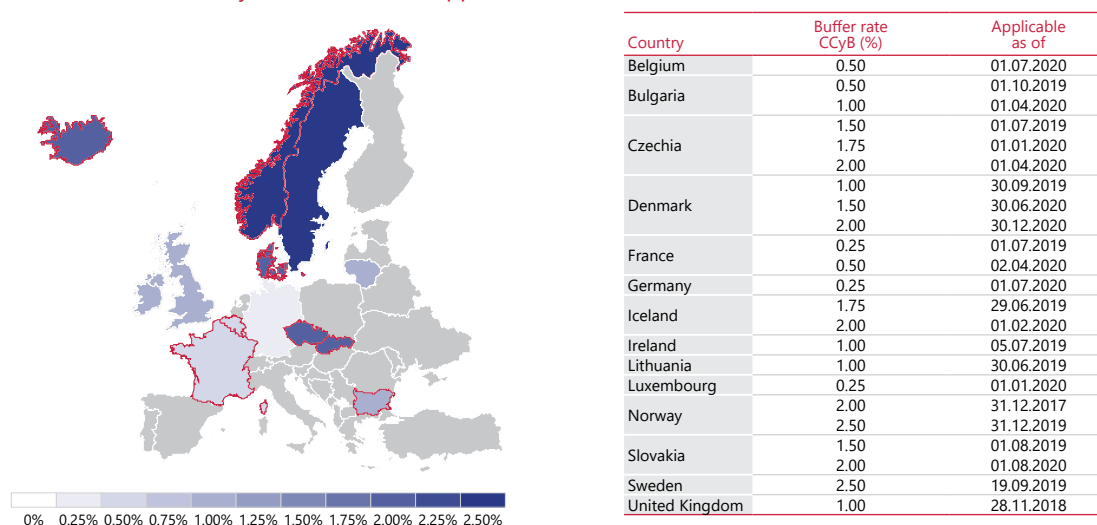 Buffer rate Applicable
Country CCyB (%) as of
Belgium 0.50 01.07.2020
Bulgaria 0.50 01.10.2019
1.00 01.04.2020
Czechia 1.50 01.07.2019
1.75 01.01.2020
2.00 01.04.2020
Denmark 1.00 30.09.2019
1.50 30.06.2020
2.00 30.12.2020
France 0.25 01.07.2019
0.50 02.04.2020
Germany 0.25 01.07.2020
Iceland 1.75 29.06.2019
2.00 01.02.2020
Ireland 1.00 05.07.2019
Lithuania 1.00 30.06.2019
Luxembourg 0.25 01.01.2020
Norway 2.00 31.12.2017
2.50 31.12.2019
Slovakia 1.50 01.08.2019
2.00 01.08.2020
Sweden 2.50 19.09.2019
United Kingdom 1.00 28.11.2018
0% 0.25% 0.50% 0.75% 1.00% 1.25% 1.50% 1.75% 2.00% 2.25% 2.50%